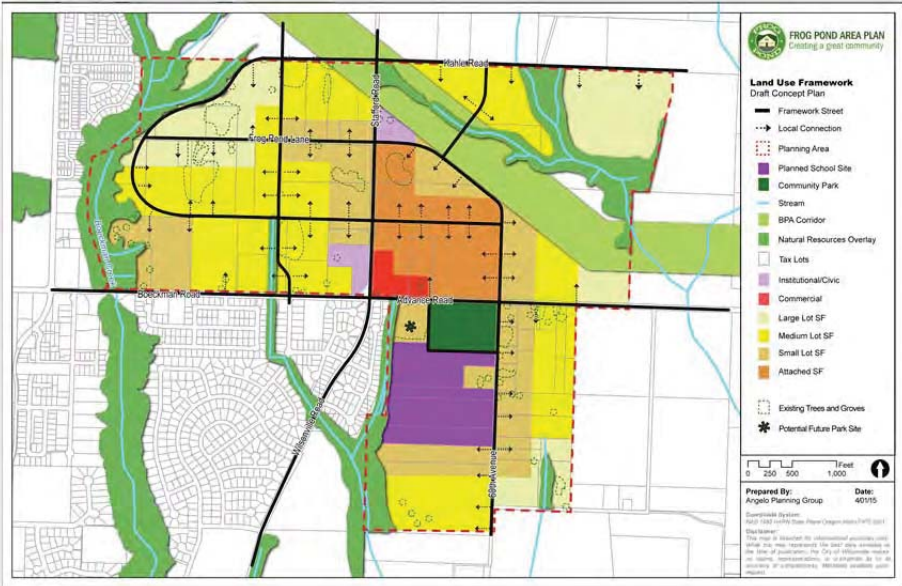 FROG POND
FROG POND AREA PLAN
Creating a great community
Land Use Framework
Draft Concept Plan
Framework Street
Local Connection
Planning Area
Planned School Site
Community Park
Stream
BPA Corridor
Natural Resources Overlay
Tax Lots
Institutional/Civic
Commercial
Large Lot SF
Medium Lot SF
Small Lot SF
Attached SF
Existing Trees and Groves
Potential Future Park Site
Feet
0 250 500 1,000
Prepared By:
Angelo Planning Group
Date:
4/01/15
Disclaimer:
Kahle Road
Stafford Road
Frog Pond Lane
Boeckman Creek
Boeckman Road
Advance Road
Wilsonville Road
60th Avenue